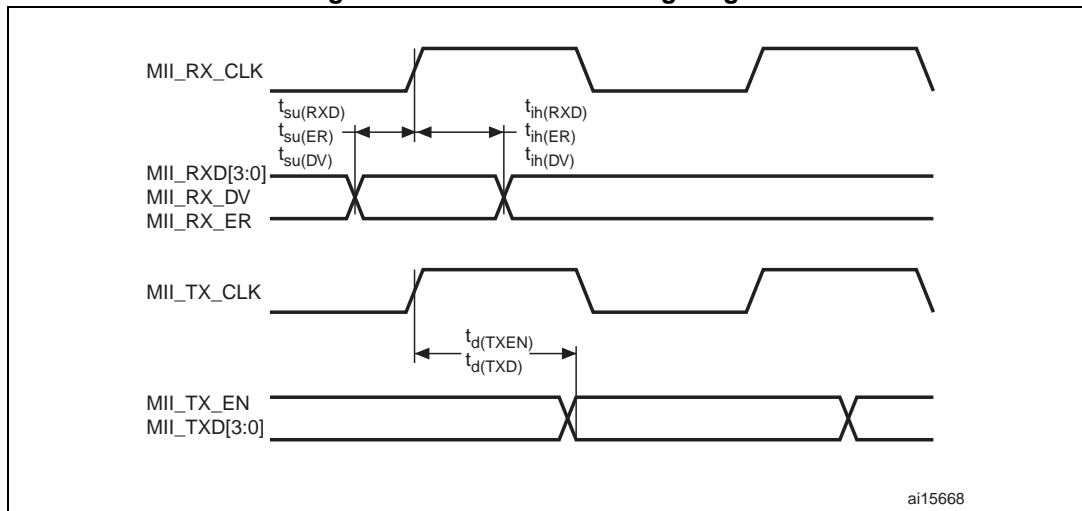 MII_RX_CLK
tsu(RXD)
tsu(ER)
tsu(DV)
tih(RXD)
tih(ER)
tih(DV)
MII_RXD[3:0]
MII_RX_DV
MII_RX_ER
MII_TX_CLK
td(TXEN)
td(TXD)
MII_TX_EN
MII_TXD[3:0]
ai15668